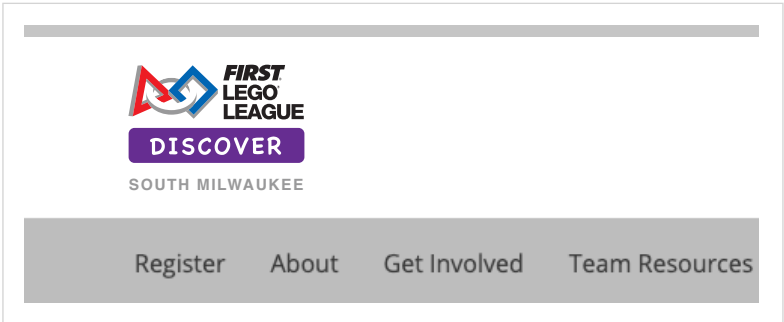 FIRST
LEGO
LEAGUE
DISCOVER
SOUTH MILWAUKEE
Register About Get Involved Team Resources